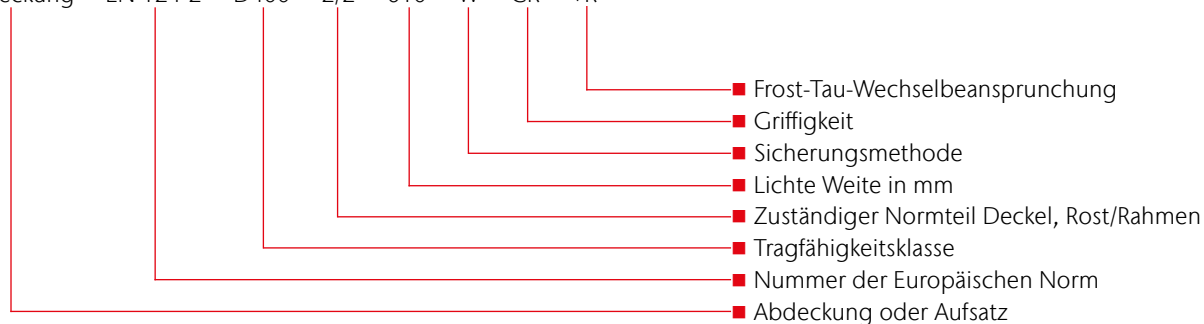 Frost-Tau-Wechselbeansprunchung
Griffigkeit
Sicherungsmethode
Lichte Weite in mm
Zuständiger Normteil Deckel, Rost/Rahmen
Tragfähigkeitsklasse
Nummer der Europäischen Norm
Abdeckung oder Aufsatz